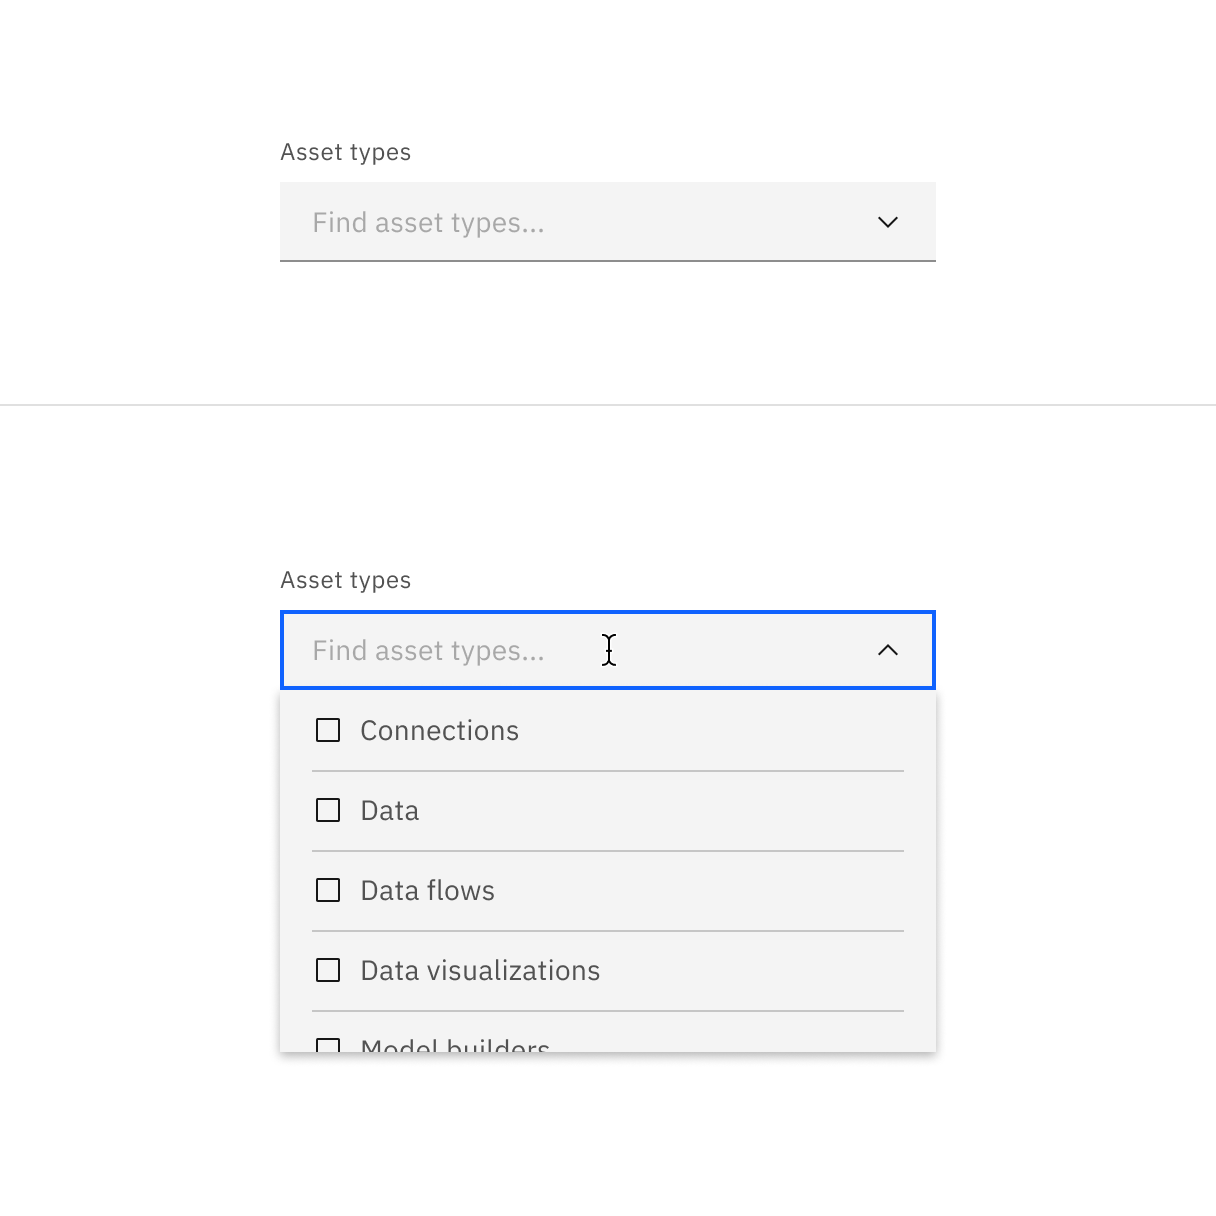 Asset types
Find asset types...
Asset types
Find asset types...
Connections
Data
Data flows
Data visualizations
Model builders